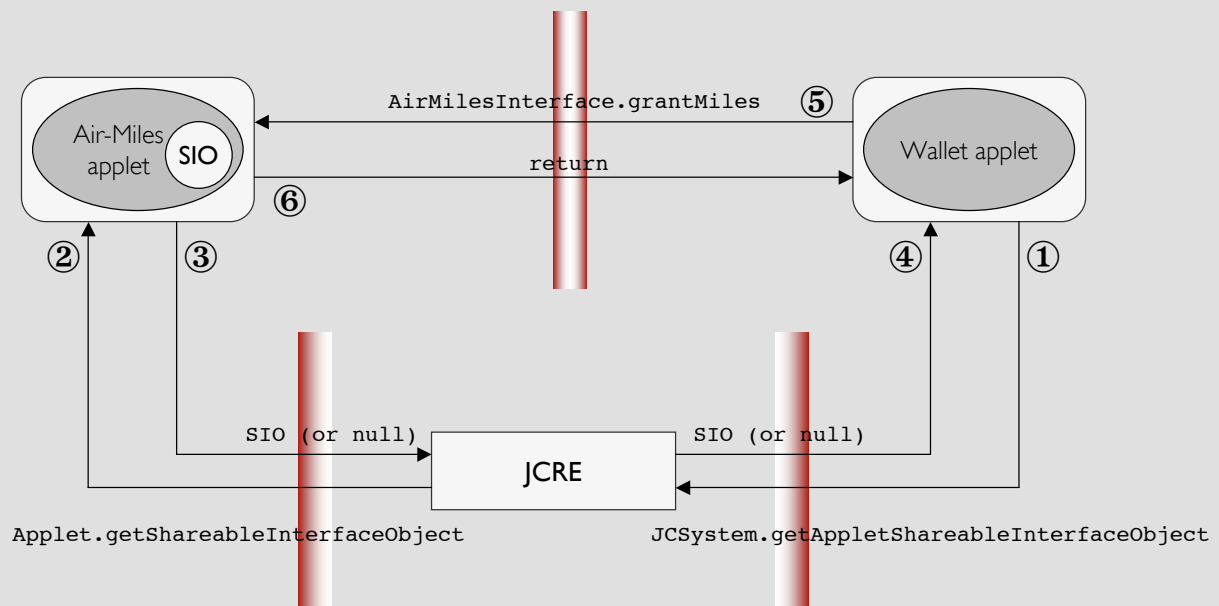 AirMilesInterface.grantMiles
⑤
Air-Miles
applet
SIO
Wallet applet
return
⑥
②
③
④
①
SIO (or null)
SIO (or null)
JCRE
Applet.getShareableInterfaceObject
JCSystem.getAppletShareableInterfaceObject